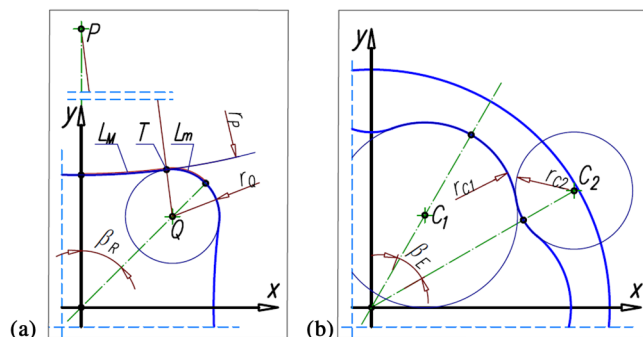 P
y
L_M
T
L_m
r_P
r_Q
Q
β_R
x
(a)
y
r_C1
r_C2
C_2
C_1
β_E
x
(b)